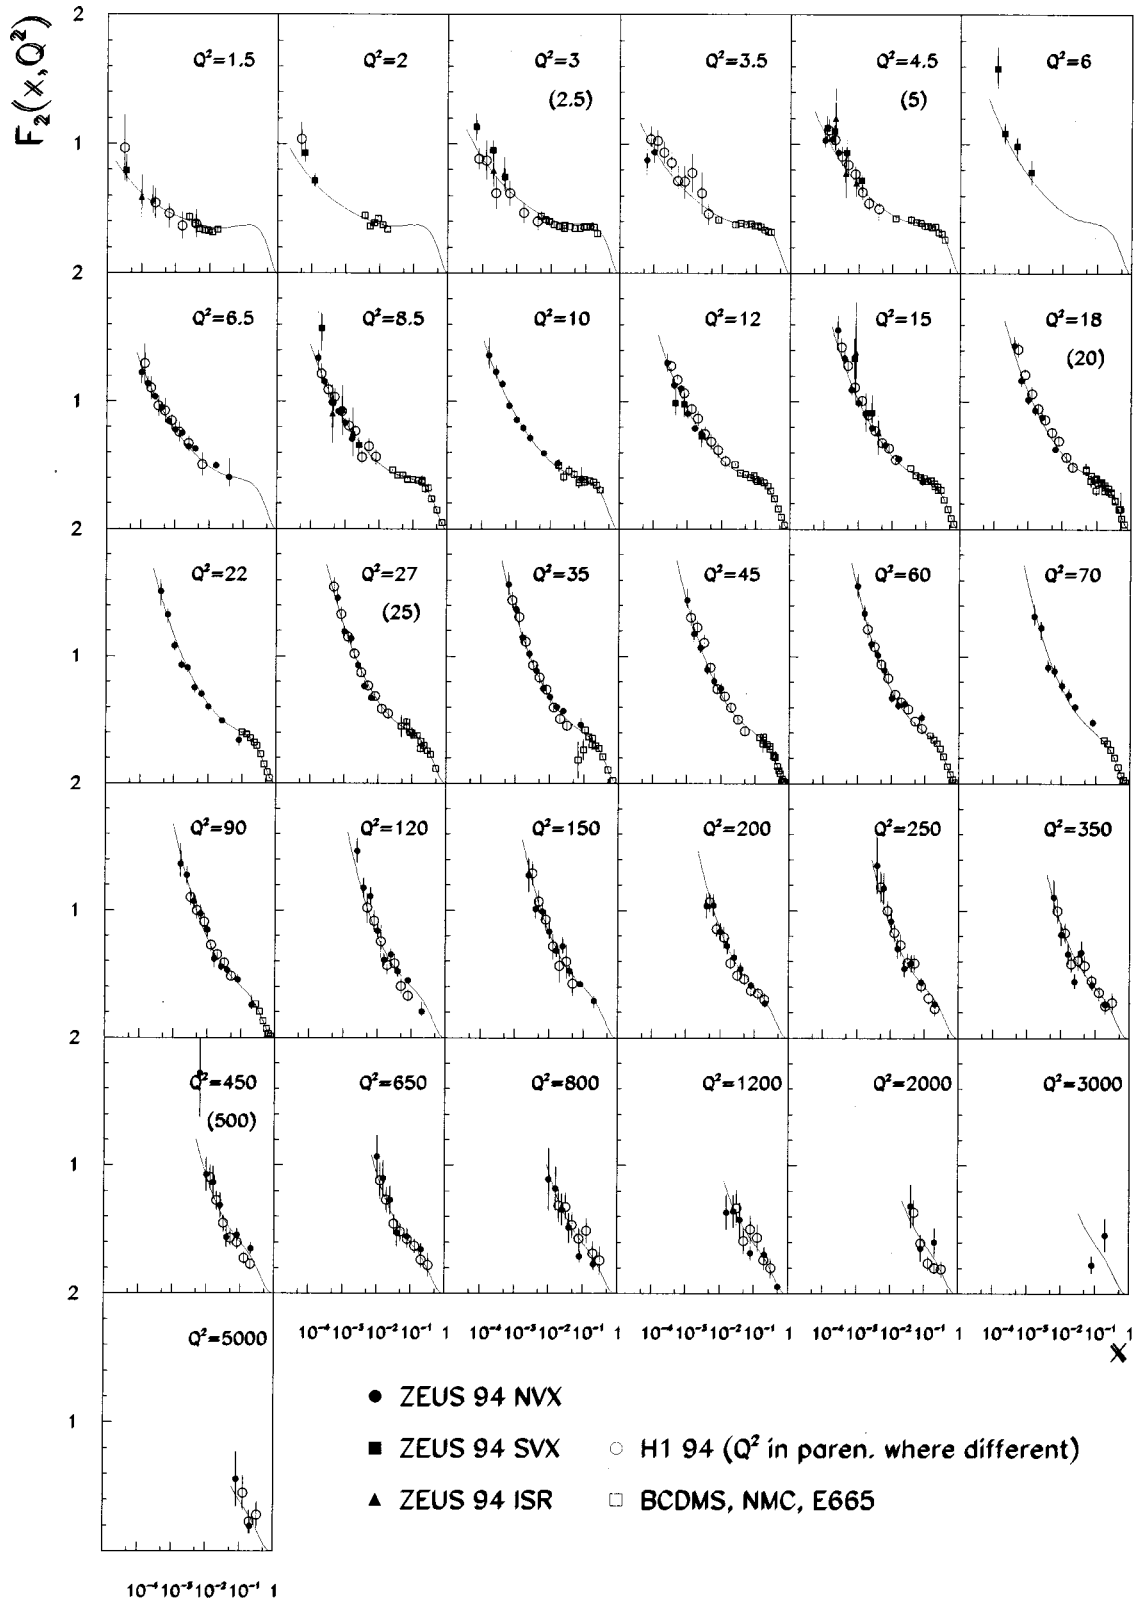 F₂(x,Q²)
2
Q²=1.5
Q²=2
Q²=3
(2.5)
Q²=3.5
Q²=4.5
(5)
Q²=6
1
2
Q²=6.5
Q²=8.5
Q²=10
Q²=12
Q²=15
Q²=18
(20)
1
2
Q²=22
Q²=27
(25)
Q²=35
Q²=45
Q²=60
Q²=70
1
2
Q²=90
Q²=120
Q²=150
Q²=200
Q²=250
Q²=350
1
2
Q²=450
(500)
Q²=650
Q²=800
Q²=1200
Q²=2000
Q²=3000
1
2
Q²=5000
10⁻⁴ 10⁻³ 10⁻² 10⁻¹ 1
10⁻⁴ 10⁻³ 10⁻² 10⁻¹ 1
10⁻⁴ 10⁻³ 10⁻² 10⁻¹ 1
10⁻⁴ 10⁻³ 10⁻² 10⁻¹ 1
10⁻⁴ 10⁻³ 10⁻² 10⁻¹ 1
x
1
ZEUS 94 NVX
ZEUS 94 SVX
H1 94 (Q² in paren. where different)
ZEUS 94 ISR
BCDMS, NMC, E665
10⁻⁴ 10⁻³ 10⁻² 10⁻¹ 1